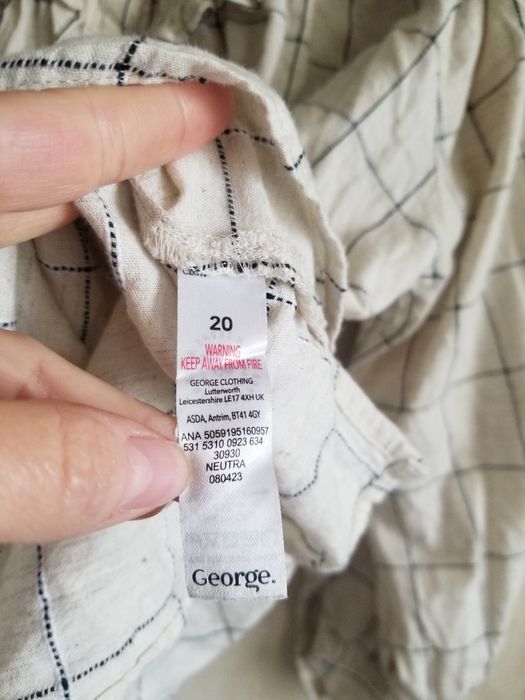 20
WARNING
KEEP AWAY FROM FIRE
GEORGE CLOTHING
Lutterworth
Leicestershire LE17 4XH UK
ASDA, Antrim, BT41 4GY
ANA 5059195160957
531 5310 0923 634
30930
NEUTRA
080423
George.